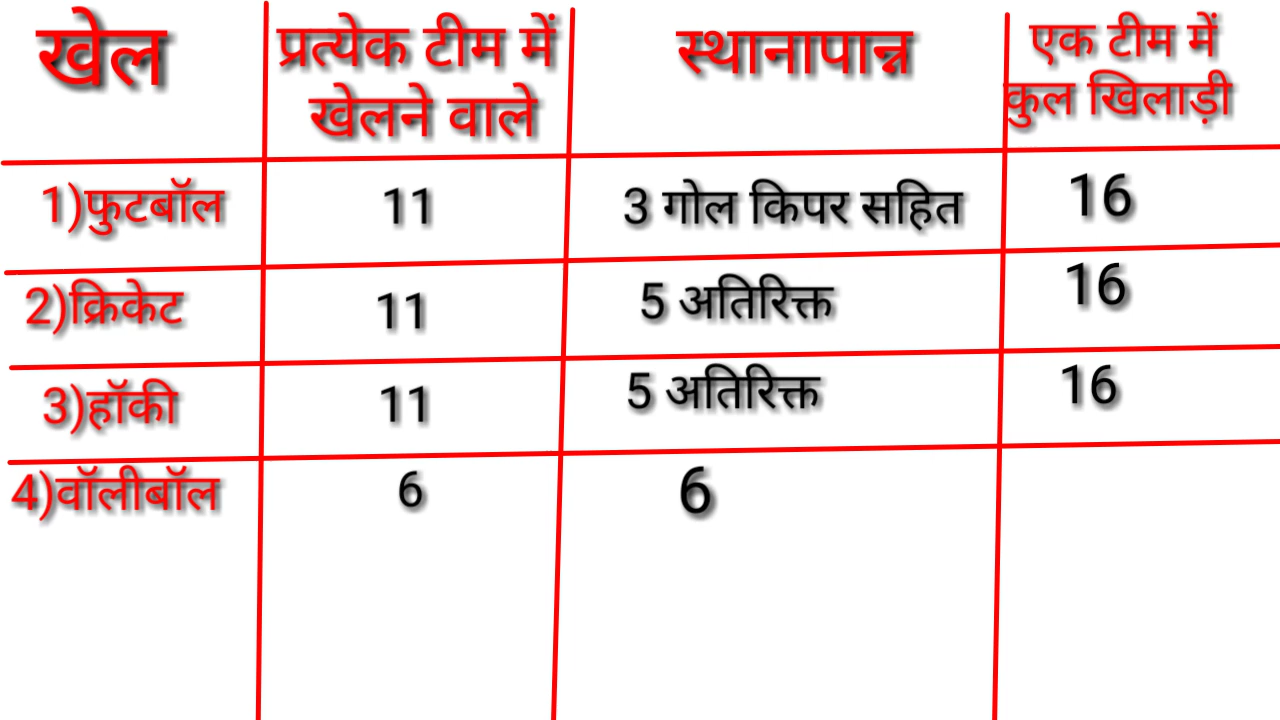 खेल
प्रत्येक टीम में
खेलने वाले
स्थानापान्न
एक टीम में
कुल खिलाड़ी
1)फुटबॉल 11 3 गोल किपर सहित 16
2)क्रिकेट 11 5 अतिरिक्त 16
3)हॉकी 11 5 अतिरिक्त 16
4)वॉलीबॉल 6 6